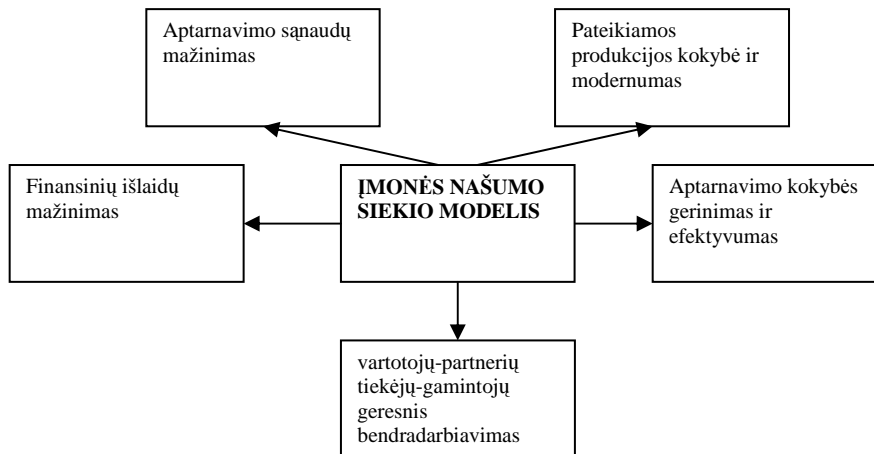 Aptarnavimo sąnaudų
mažinimas
Pateikiamos
produkcijos kokybė ir
modernumas
Finansinių išlaidų
mažinimas
ĮMONĖS NAŠUMO
SIEKIO MODELIS
Aptarnavimo kokybės
gerinimas ir
efektyvumas
vartotojų-partnerių
tiekėjų-gamintojų
geresnis
bendradarbiavimas